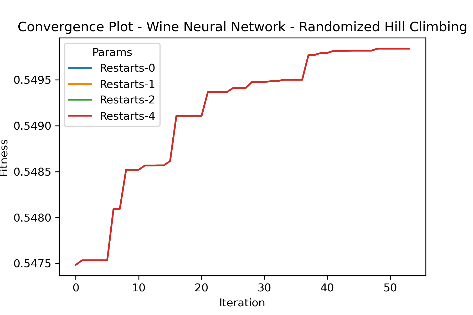 Convergence Plot - Wine Neural Network - Randomized Hill Climbing
Params
Restarts-0
Restarts-1
Restarts-2
Restarts-4
Fitness
0.5495
0.5490
0.5485
0.5480
0.5475
0 10 20 30 40 50
Iteration